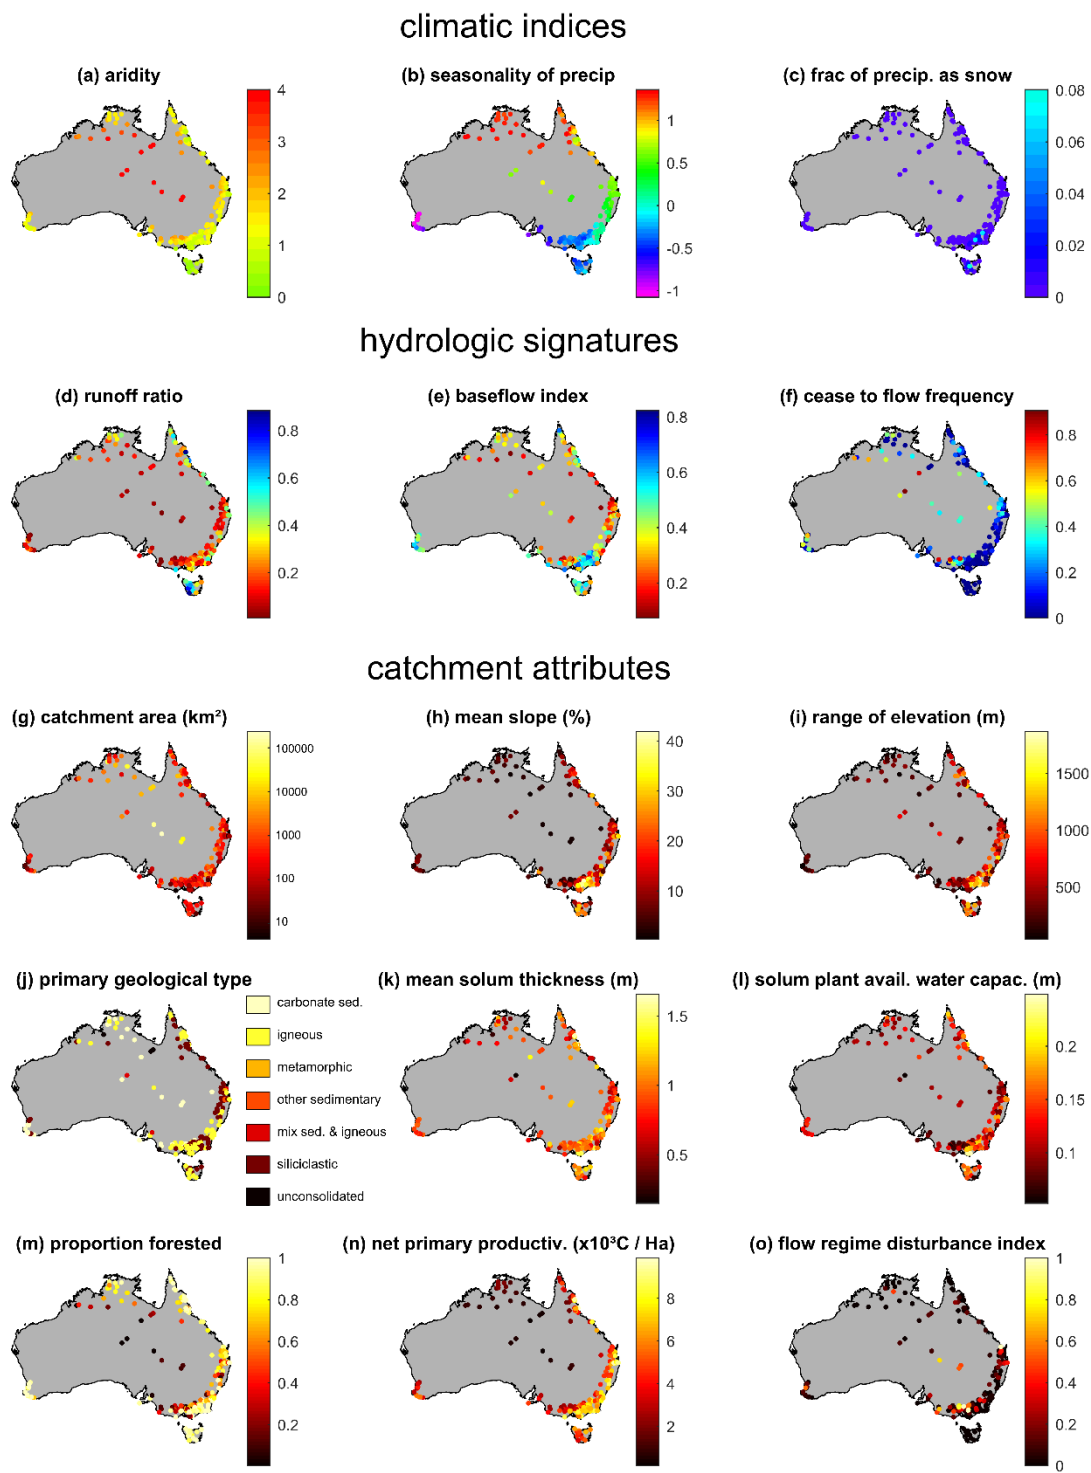 climatic indices
(a) aridity
(b) seasonality of precip
(c) frac of precip. as snow
4
3
2
1
0
1
0.5
0
-0.5
-1
0.08
0.06
0.04
0.02
0
hydrologic signatures
(d) runoff ratio
(e) baseflow index
(f) cease to flow frequency
0.8
0.6
0.4
0.2
0.8
0.6
0.4
0.2
0.8
0.6
0.4
0.2
0
catchment attributes
(g) catchment area (km²)
(h) mean slope (%)
(i) range of elevation (m)
100000
10000
1000
100
10
40
30
20
10
1500
1000
500
(j) primary geological type
(k) mean solum thickness (m)
(l) solum plant avail. water capac. (m)
carbonate sed.
igneous
metamorphic
other sedimentary
mix sed. & igneous
siliciclastic
unconsolidated
1.5
1
0.5
0.2
0.15
0.1
(m) proportion forested
(n) net primary productiv. (x10³C / Ha)
(o) flow regime disturbance index
1
0.8
0.6
0.4
0.2
8
6
4
2
1
0.8
0.6
0.4
0.2
0